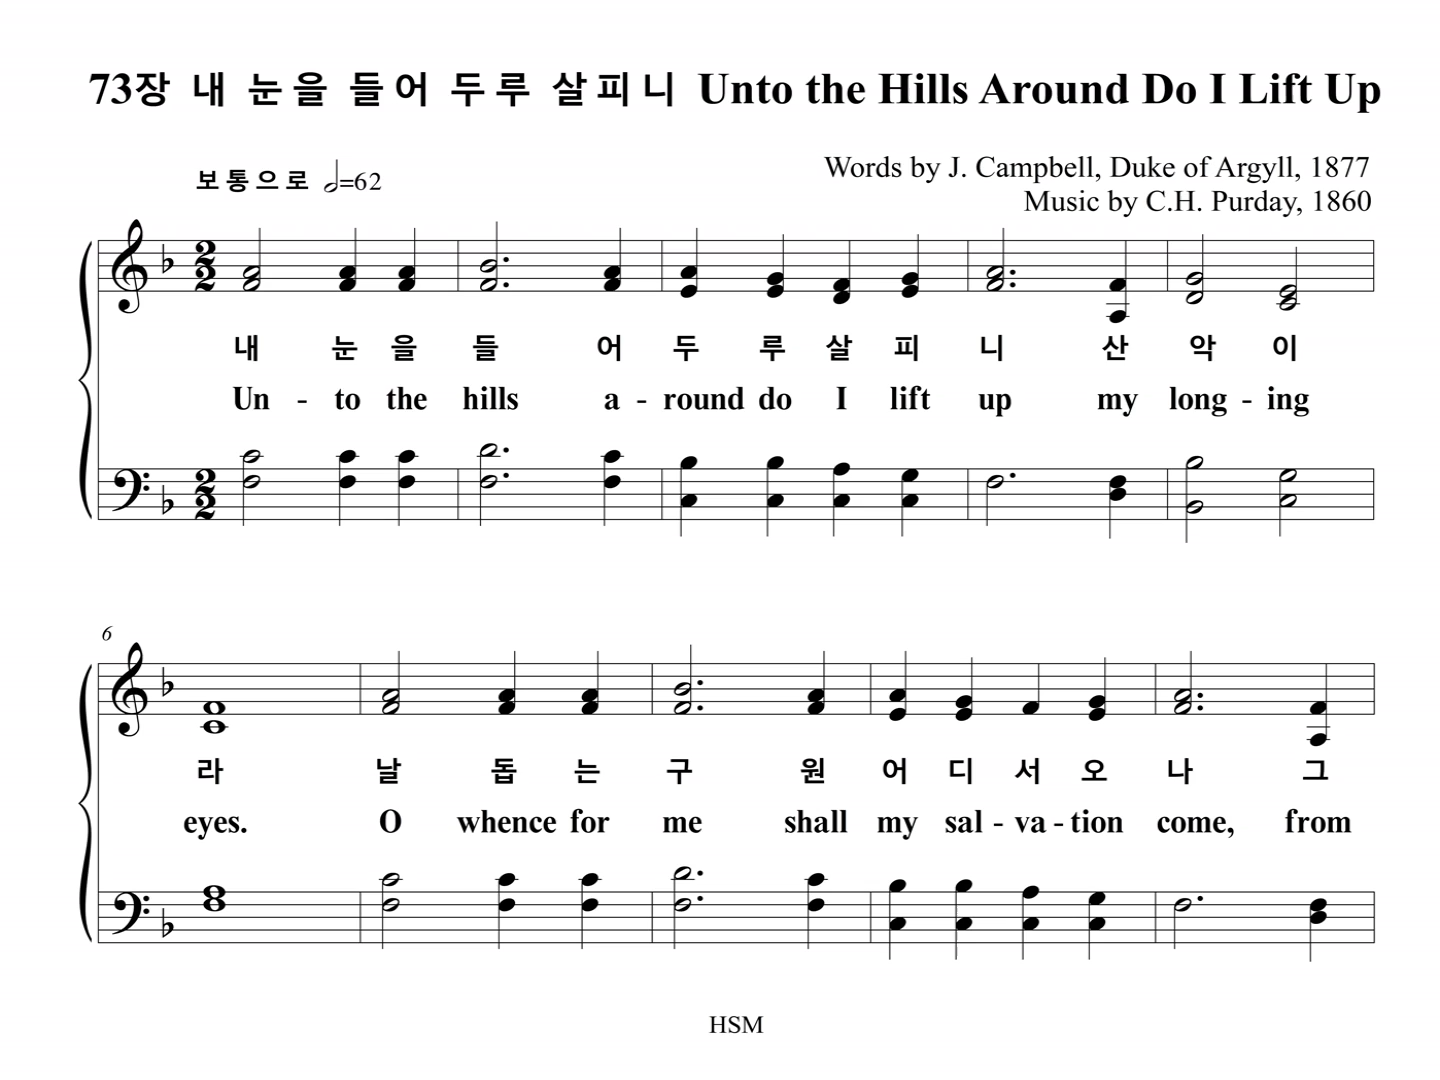 73장 내 눈을 들어 두루 살피니 Unto the Hills Around Do I Lift Up
보통으로 𝅗𝅥=62
Words by J. Campbell, Duke of Argyll, 1877
Music by C.H. Purday, 1860
2 2
내 눈 을 들 어 두 루 살 피 니 산 악 이
Un - to the hills a - round do I lift up my long - ing
2 2
6
라 날 돕 는 구 원 어 디 서 오 나 그
eyes. O whence for me shall my sal - va - tion come, from
HSM